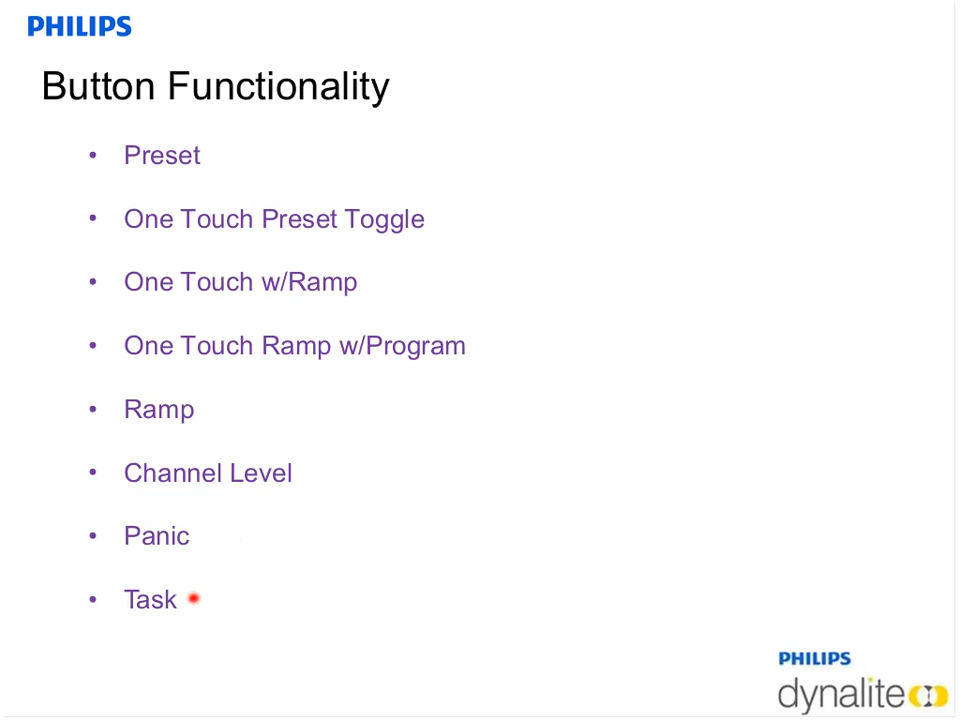 PHILIPS
Button Functionality
• Preset
• One Touch Preset Toggle
• One Touch w/Ramp
• One Touch Ramp w/Program
• Ramp
• Channel Level
• Panic
• Task
PHILIPS
dynalite